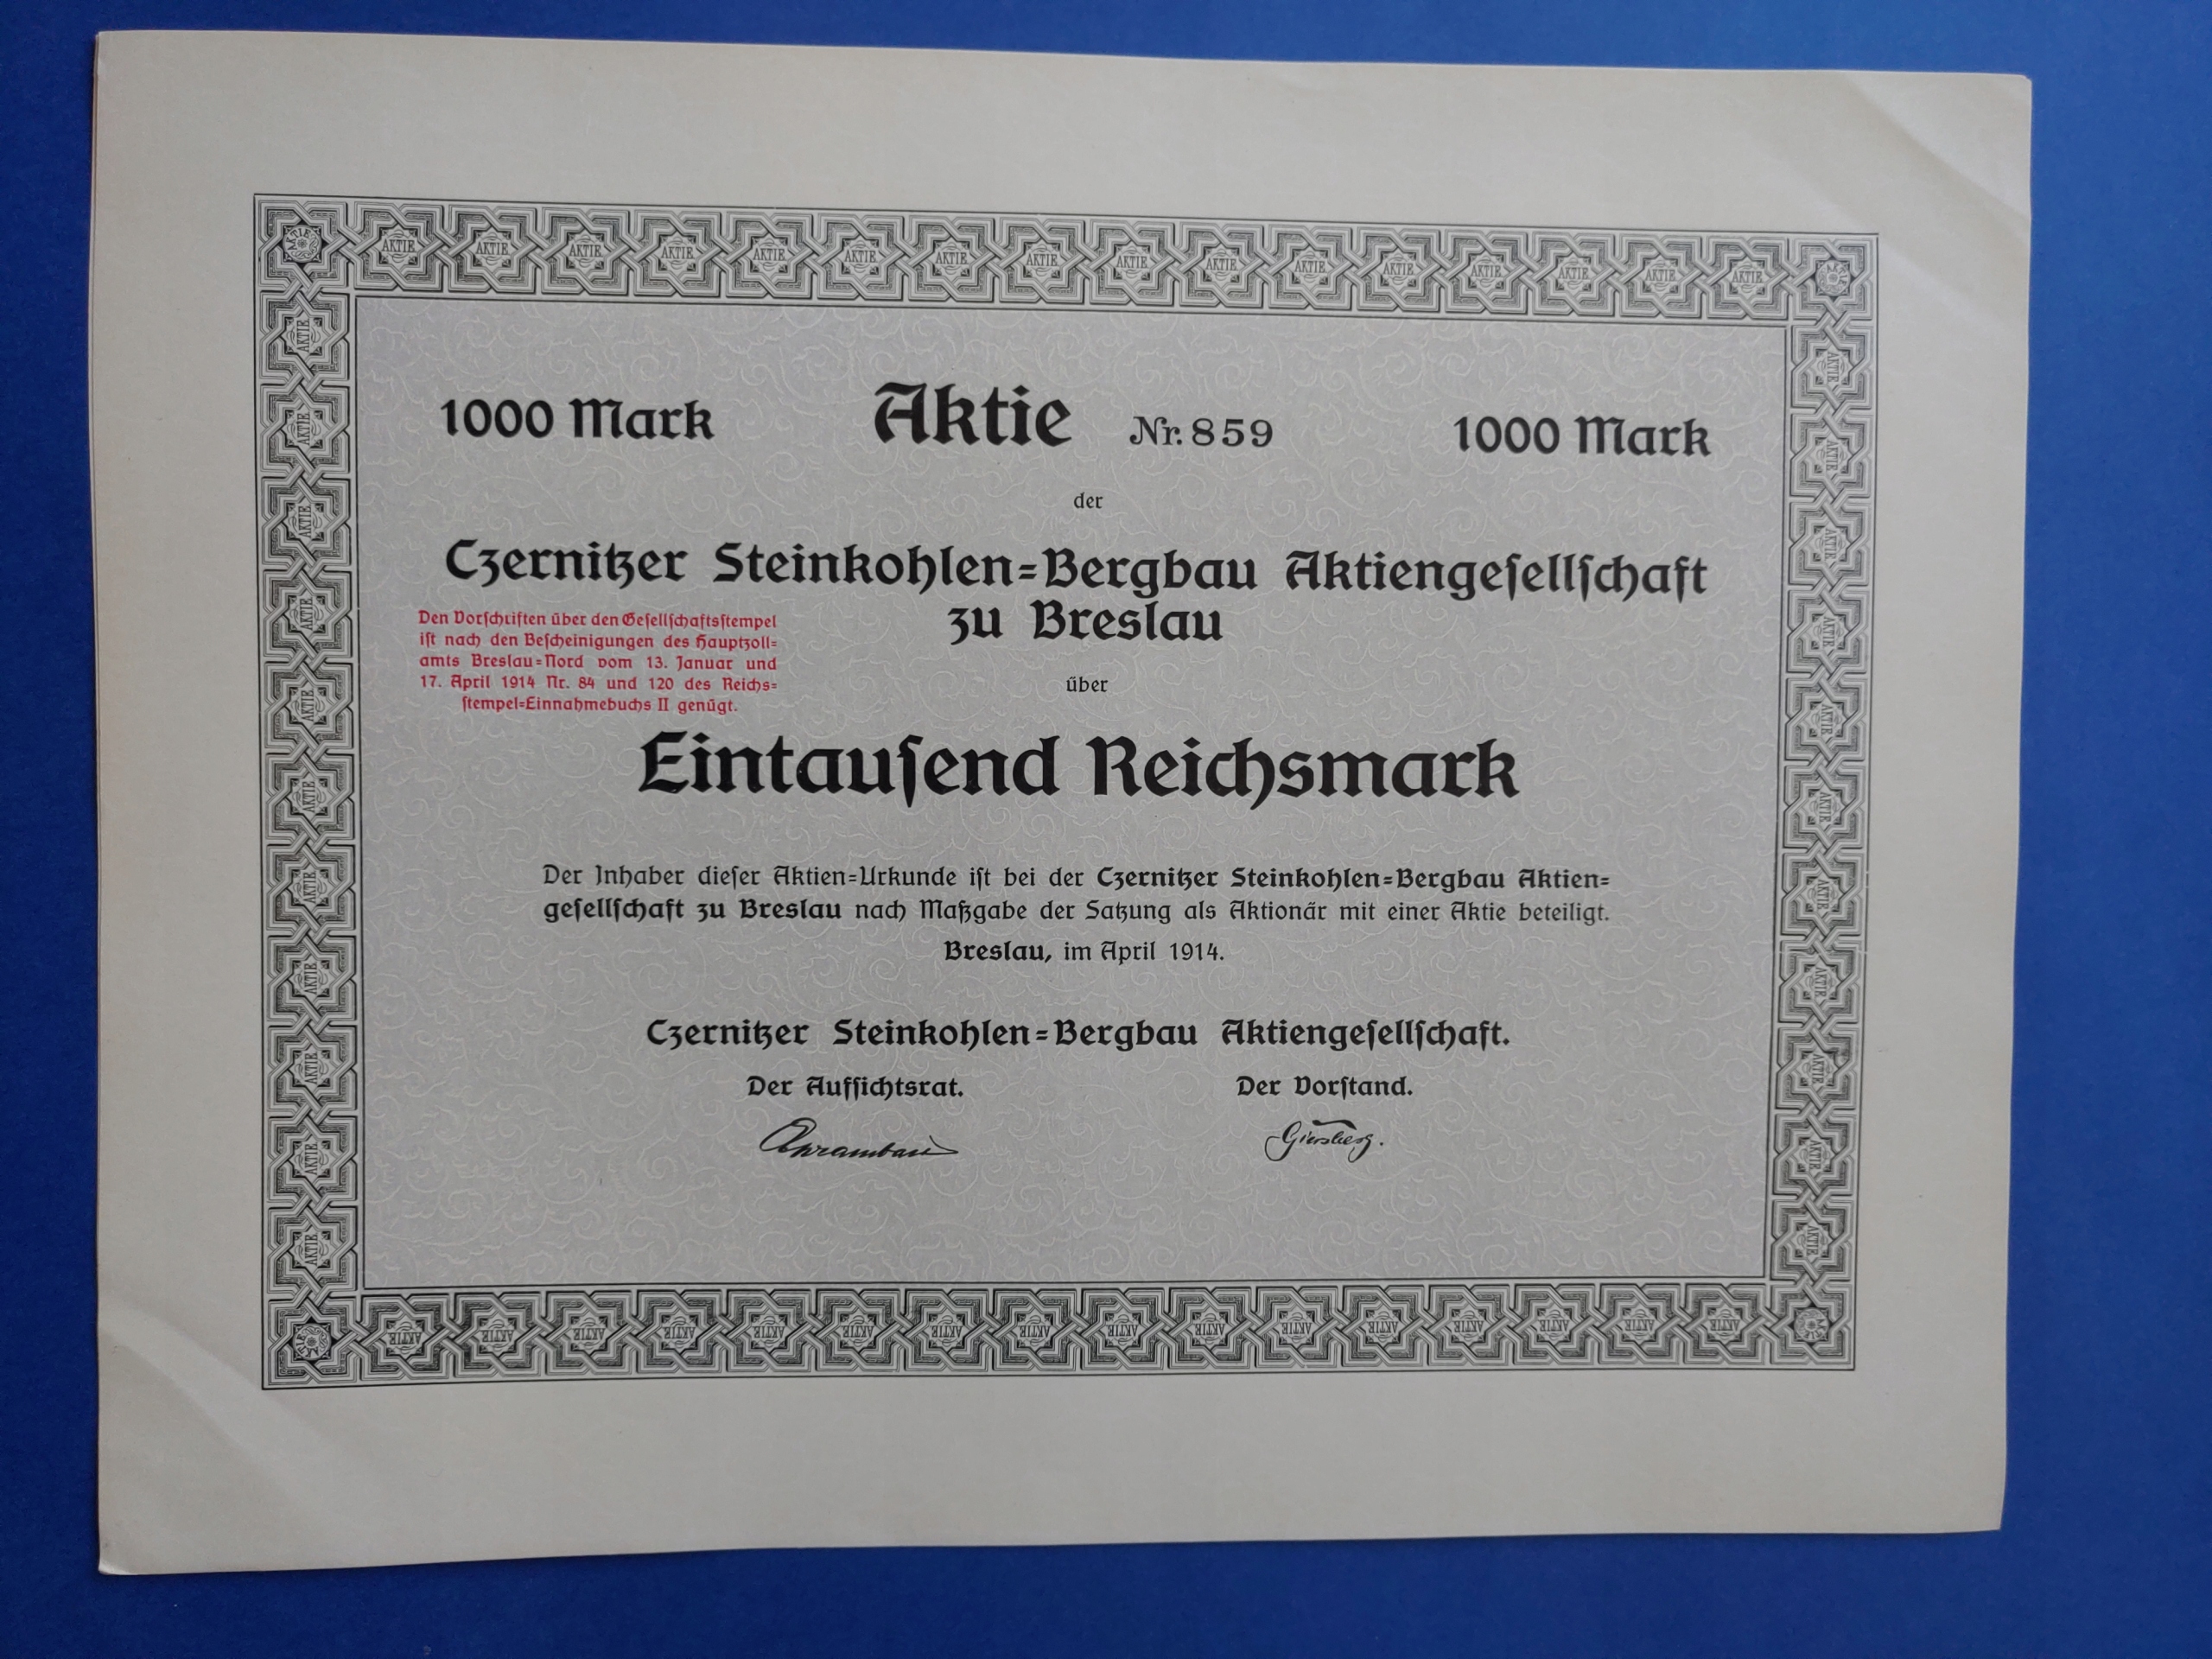 1000 Mark Aktie Nr. 859 1000 Mark
der
Czernitzer Steinkohlen=Bergbau Aktiengeſellſchaft
zu Breslau
Den Vorſchriften über den Geſellſchaftsſtempel
iſt nach den Beſcheinigungen des Hauptzoll=
amts Breslau=Nord vom 13. Januar und
17. April 1914 Nr. 84 und 120 des Reichs=
ſtempel=Einnahmebuchs II genügt.
über
Eintauſend Reichsmark
Der Inhaber dieſer Aktien=Urkunde iſt bei der Czernitzer Steinkohlen=Bergbau Aktien=
geſellſchaft zu Breslau nach Maßgabe der Satzung als Aktionär mit einer Aktie beteiligt.
Breslau, im April 1914.
Czernitzer Steinkohlen=Bergbau Aktiengeſellſchaft.
Der Aufſichtsrat. Der Vorſtand.
Giersberg.
AKTIE